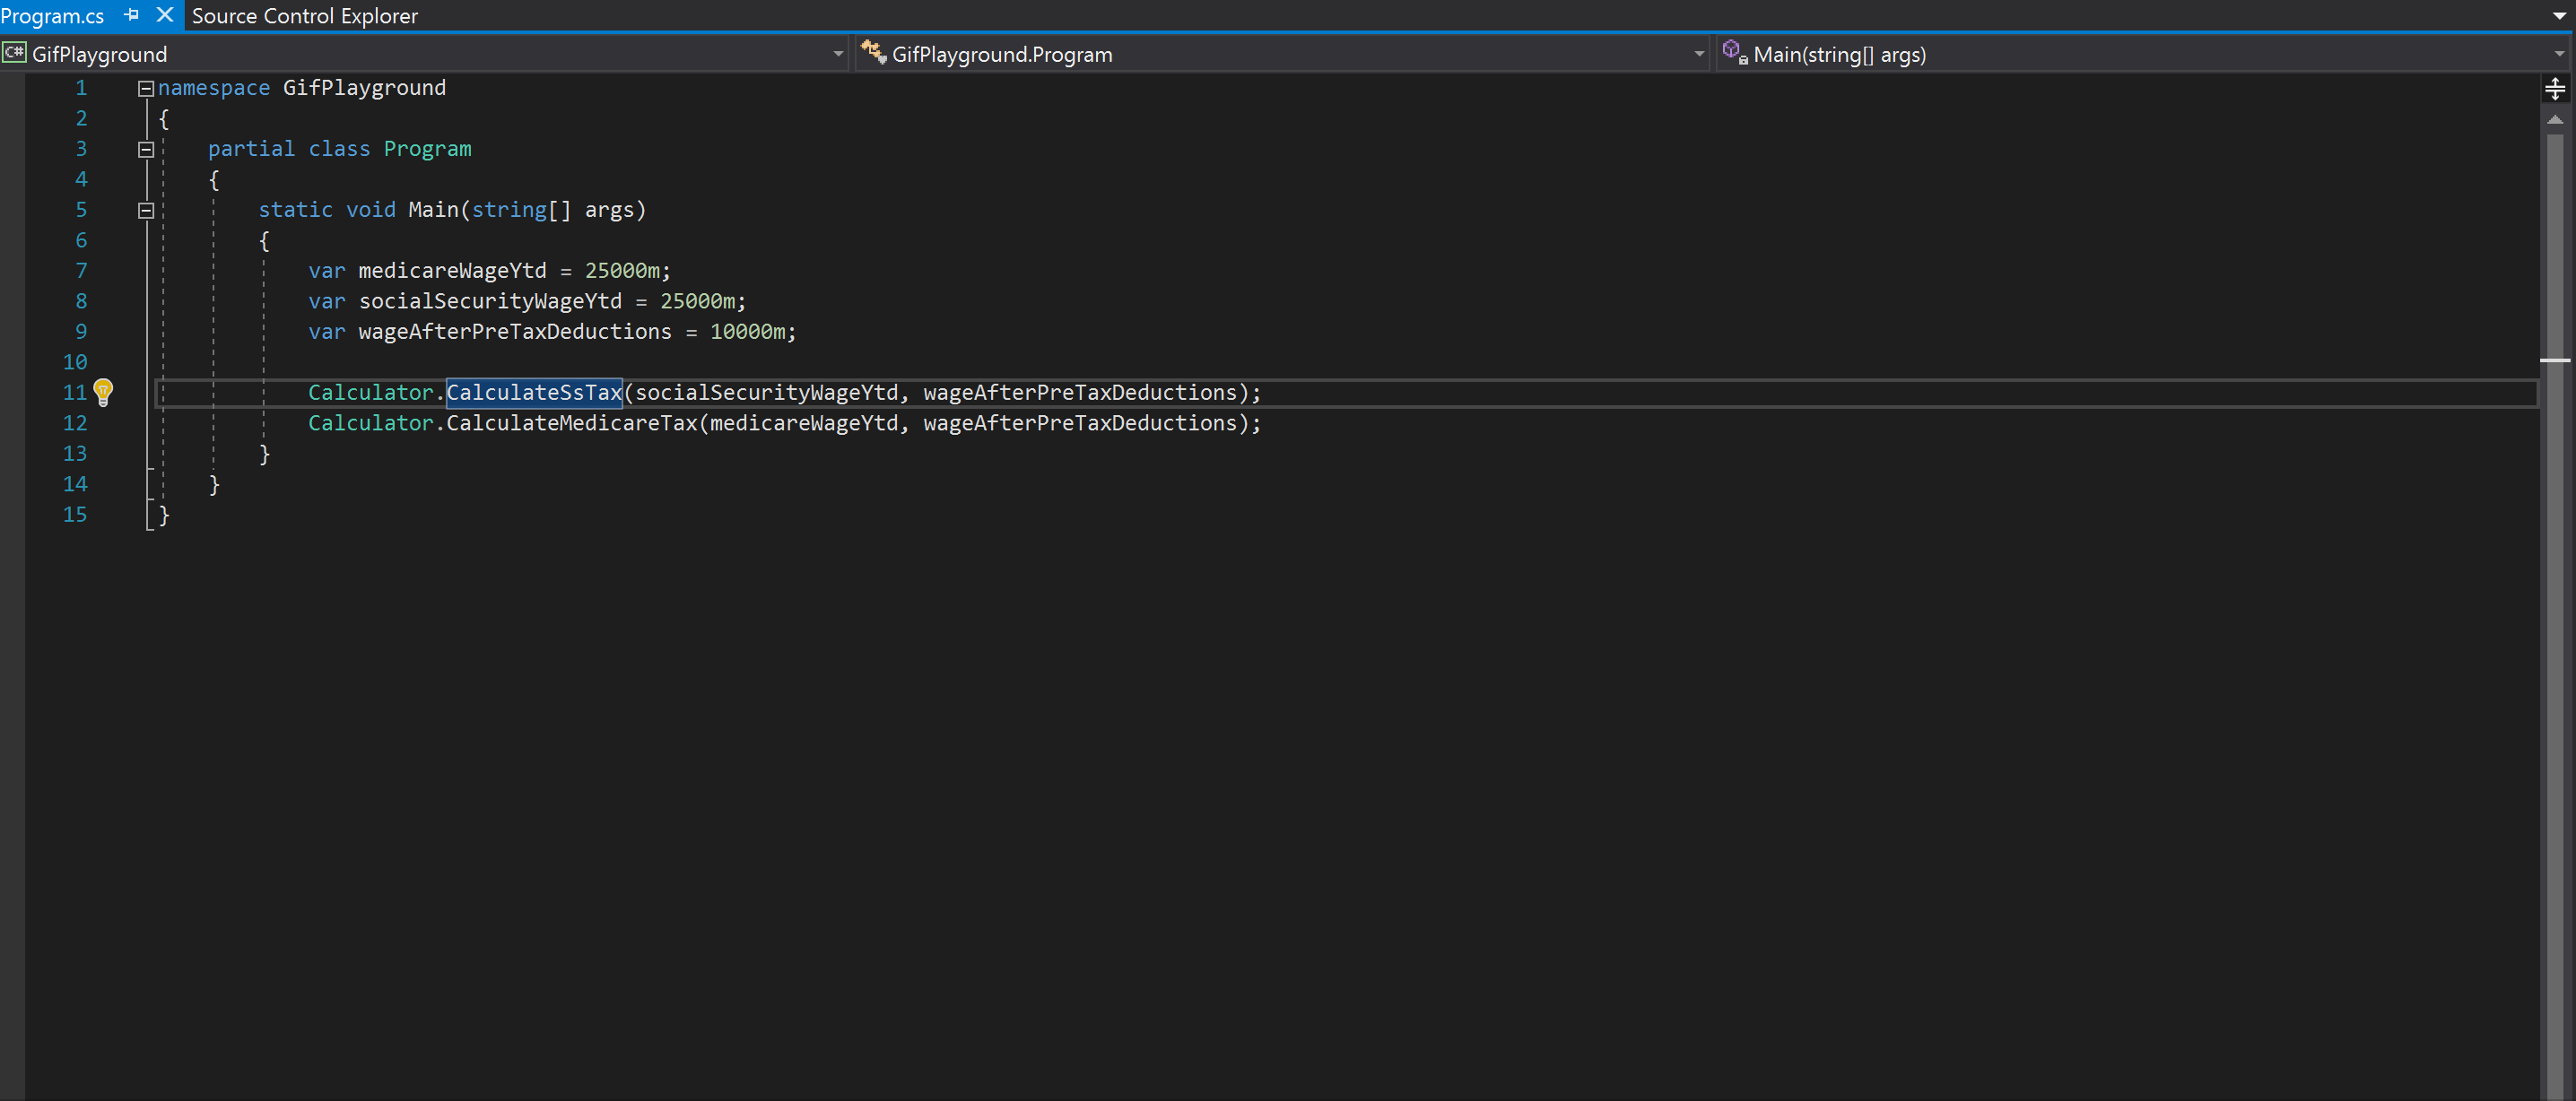 Program.cs Source Control Explorer
C# GifPlayground GifPlayground.Program Main(string[] args)
1 namespace GifPlayground
2 {
3 partial class Program
4 {
5 static void Main(string[] args)
6 {
7 var medicareWageYtd = 25000m;
8 var socialSecurityWageYtd = 25000m;
9 var wageAfterPreTaxDeductions = 10000m;
10
11 Calculator.CalculateSsTax(socialSecurityWageYtd, wageAfterPreTaxDeductions);
12 Calculator.CalculateMedicareTax(medicareWageYtd, wageAfterPreTaxDeductions);
13 }
14 }
15 }